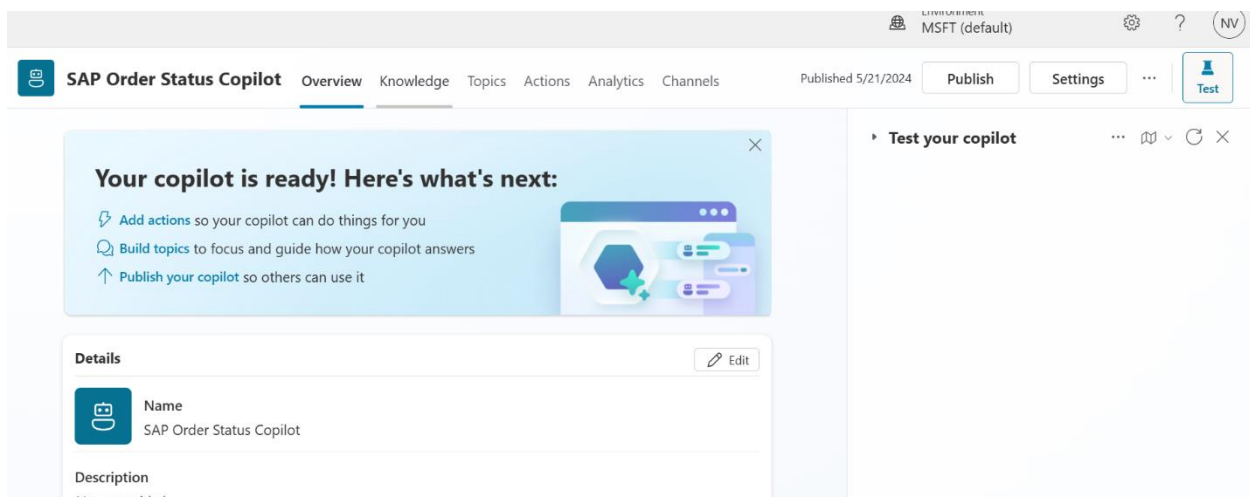 Environment
MSFT (default)
NV
SAP Order Status Copilot Overview Knowledge Topics Actions Analytics Channels Published 5/21/2024 Publish Settings ... Test
Test your copilot ...
Your copilot is ready! Here's what's next:
Add actions so your copilot can do things for you
Build topics to focus and guide how your copilot answers
Publish your copilot so others can use it
Details
Edit
Name
SAP Order Status Copilot
Description